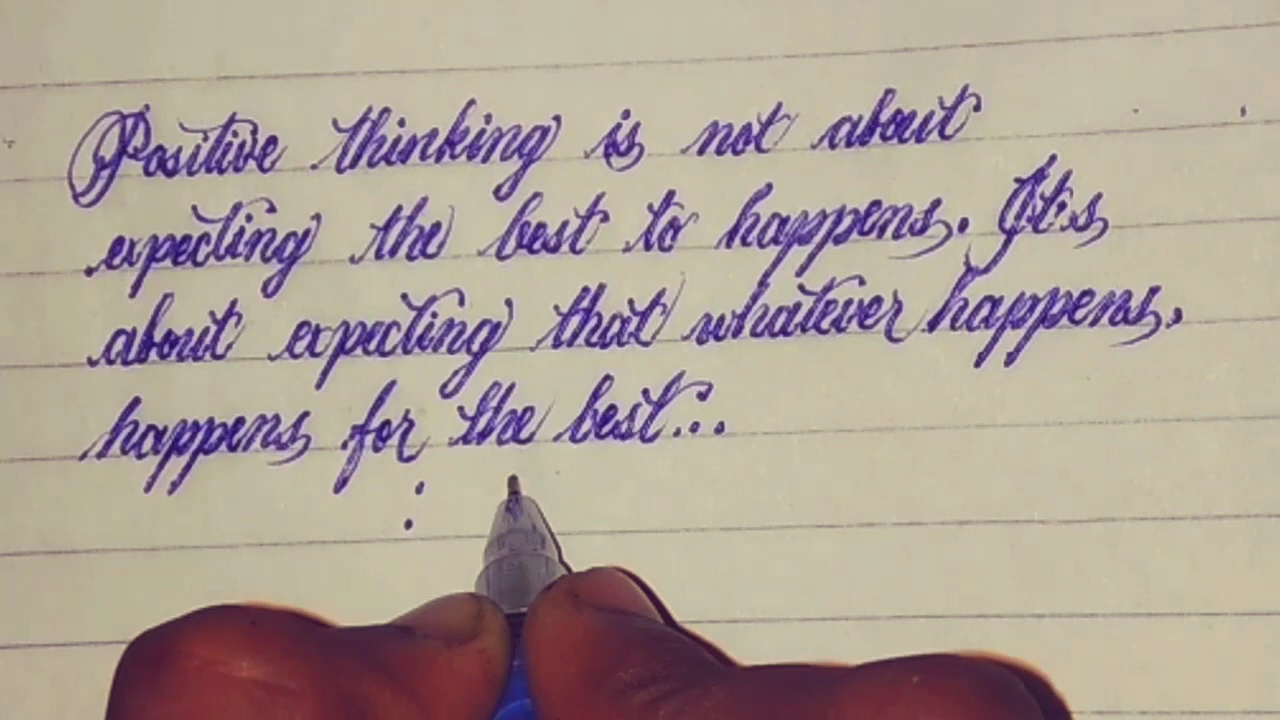 Positive thinking is not about
expecting the best to happens. It's
about expecting that whatever happens,
happens for the best...